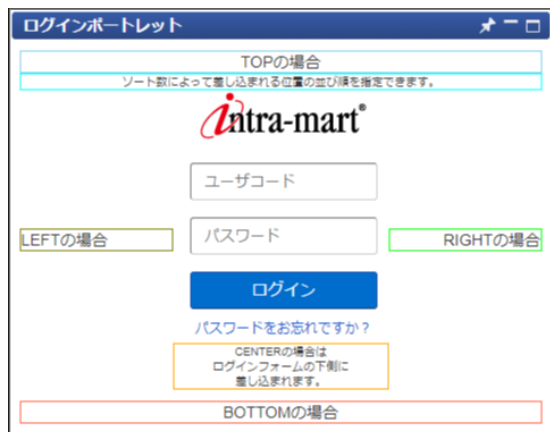 ログインポートレット
TOPの場合
ソート数によって差し込まれる位置の並び順を指定できます。
intra-mart®
ユーザコード
LEFTの場合
パスワード
RIGHTの場合
ログイン
パスワードをお忘れですか？
CENTERの場合は
ログインフォームの下側に
差し込まれます。
BOTTOMの場合